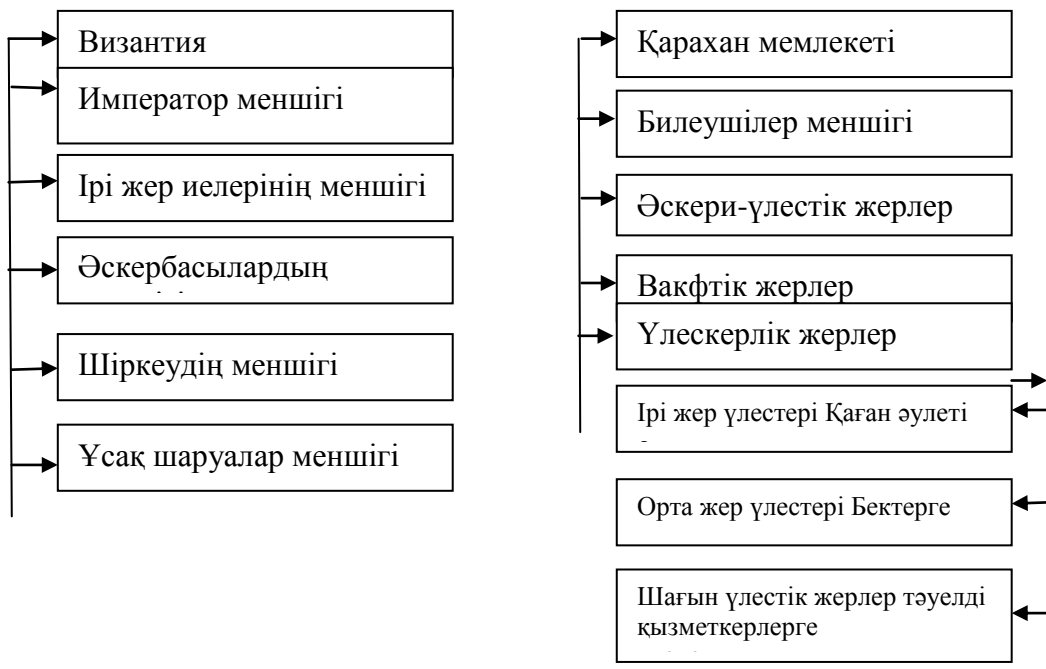 Византия
Император меншігі
Ірі жер иелерінің меншігі
Әскербасылардың
Шіркеудің меншігі
Ұсақ шаруалар меншігі
Қарахан мемлекеті
Билеушілер меншігі
Әскери-үлестік жерлер
Вакфтік жерлер
Үлескерлік жерлер
Ірі жер үлестері Қаған әулеті
Орта жер үлестері Бектерге
Шағын үлестік жерлер тәуелді
қызметкерлерге